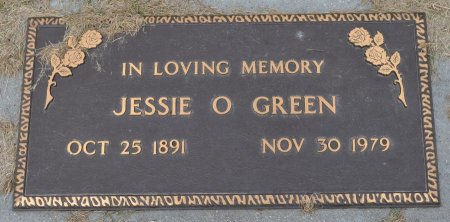 IN LOVING MEMORY
JESSIE O GREEN
OCT 25 1891 NOV 30 1979